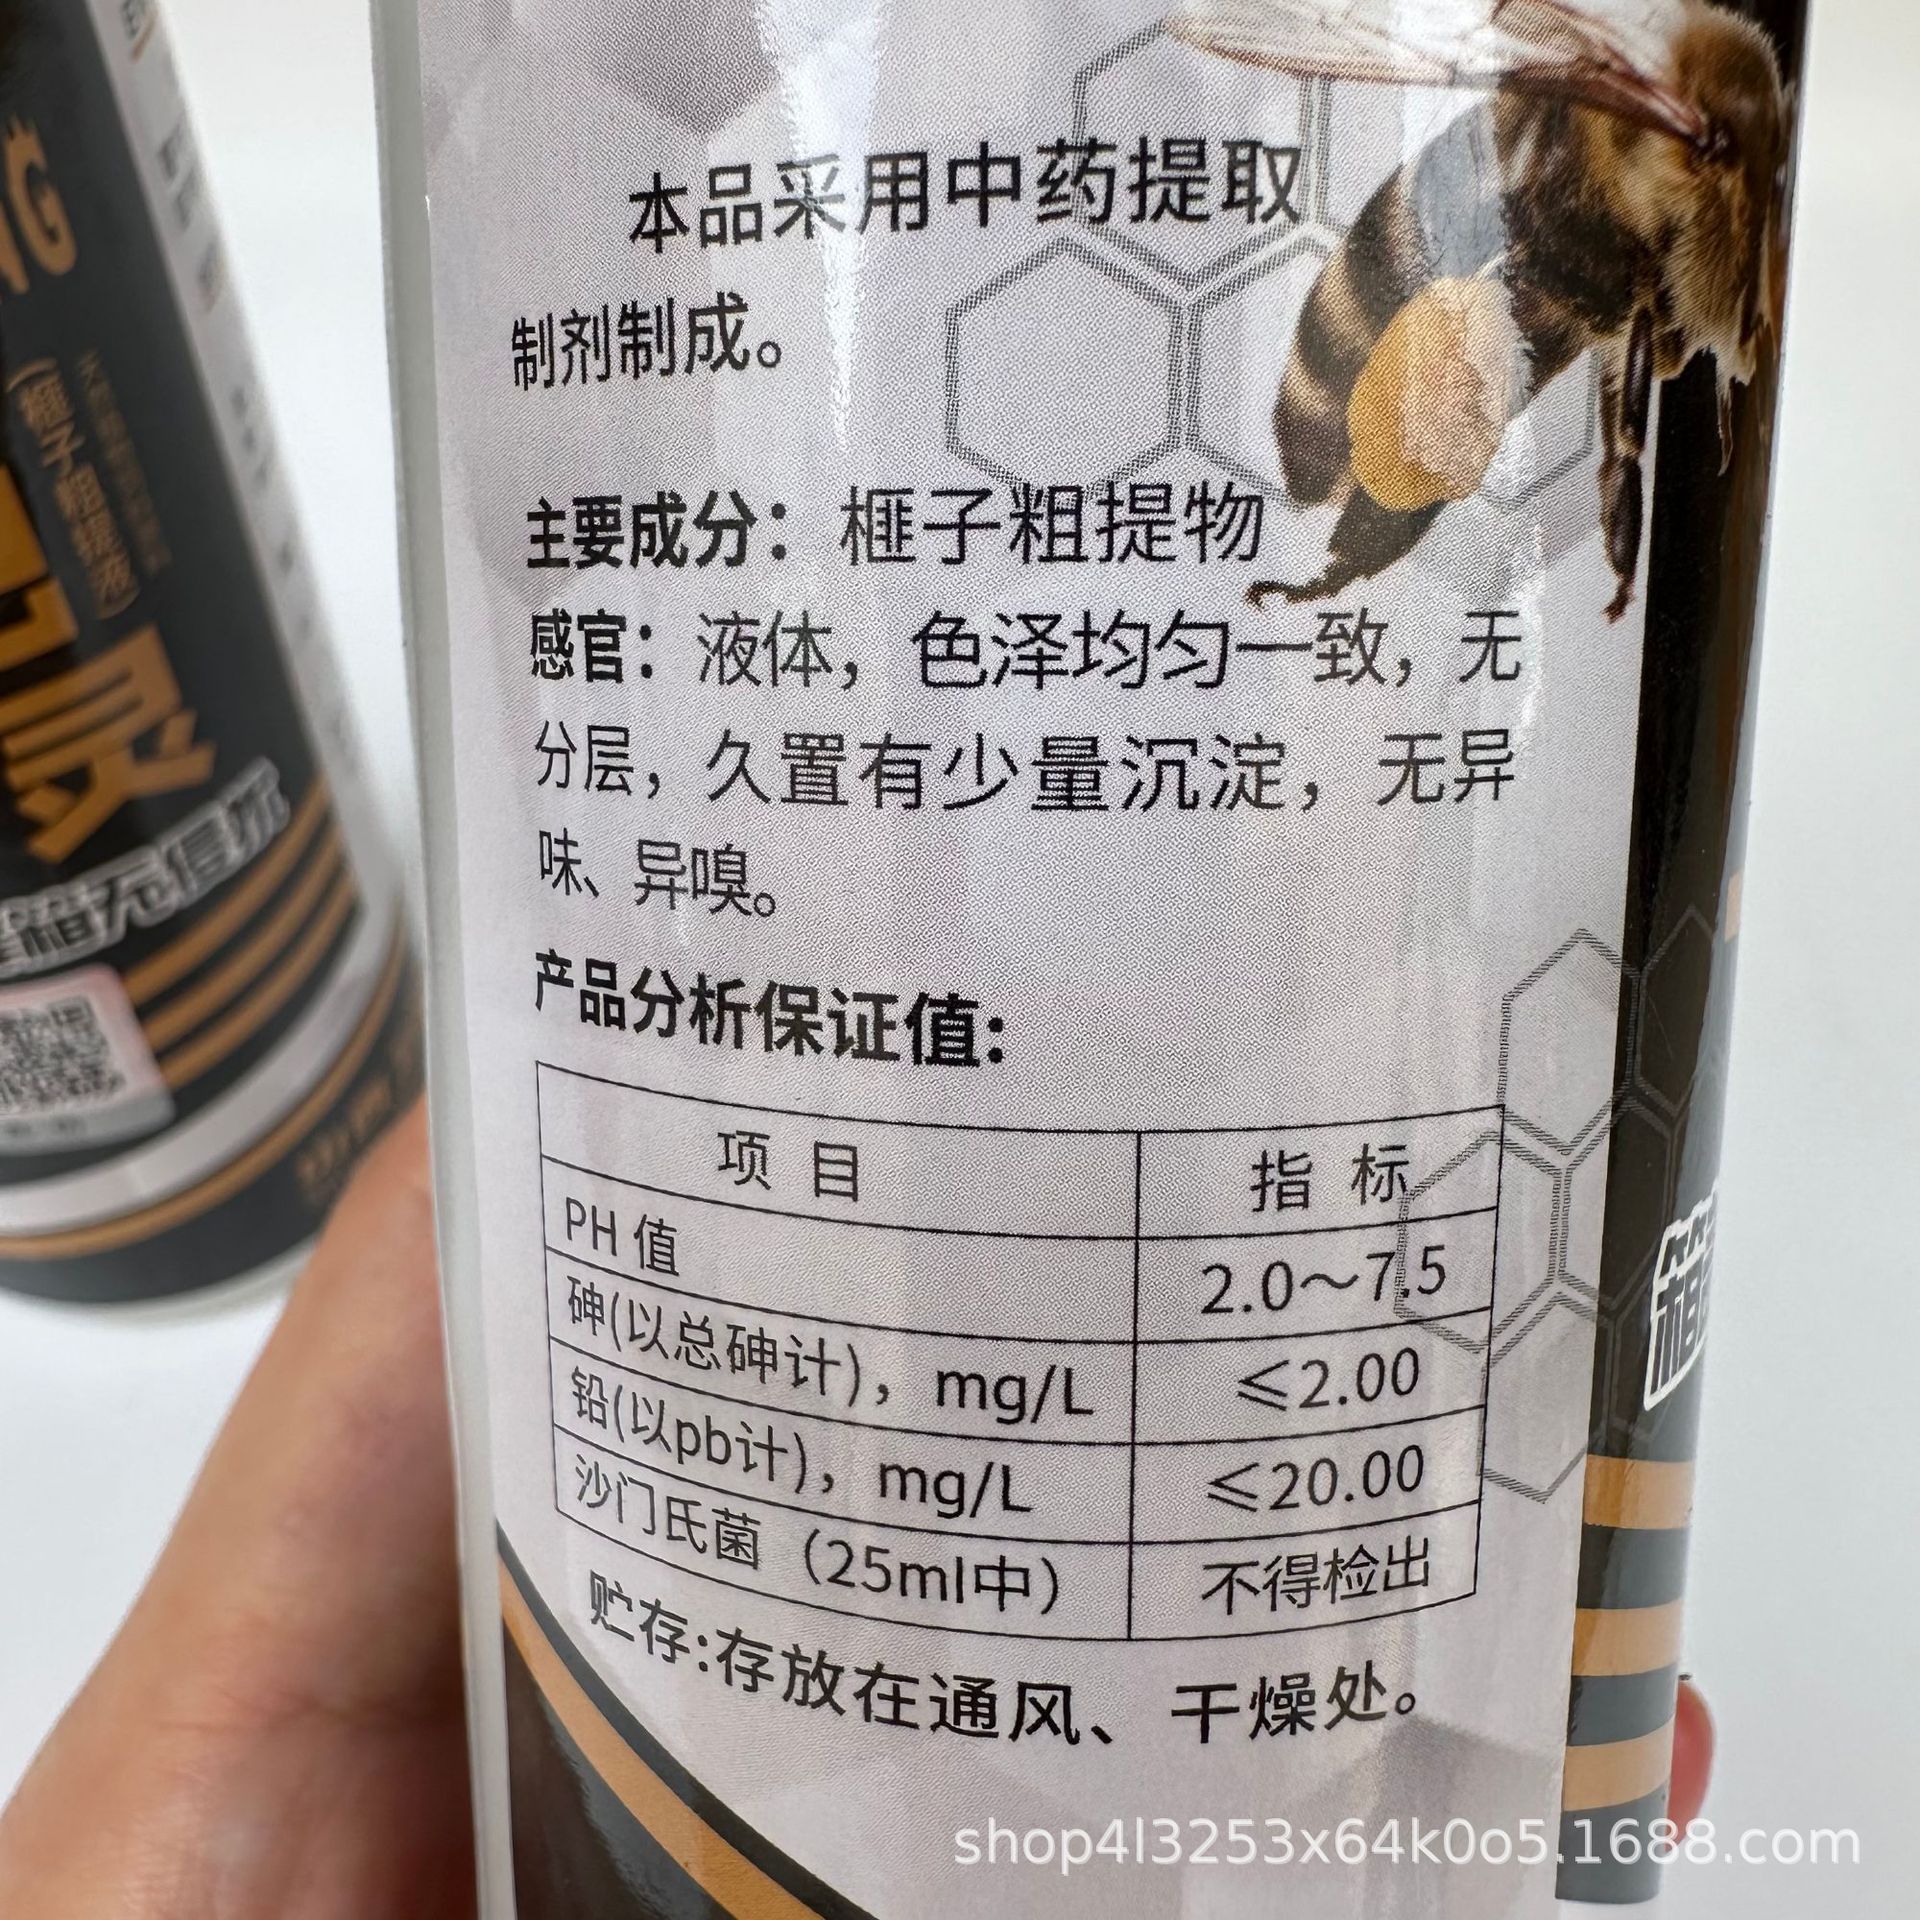 本品采用中药提取
制剂制成。
主要成分：榧子粗提物
感官：液体，色泽均匀一致，无
分层，久置有少量沉淀，无异
味、异嗅。
产品分析保证值:
项 目 指 标
PH 值 2.0～7.5
砷(以总砷计)，mg/L ≤2.00
铅(以pb计)，mg/L ≤20.00
沙门氏菌（25ml中） 不得检出
贮存:存放在通风、干燥处。
shop4l3253x64k0o5.1688.com